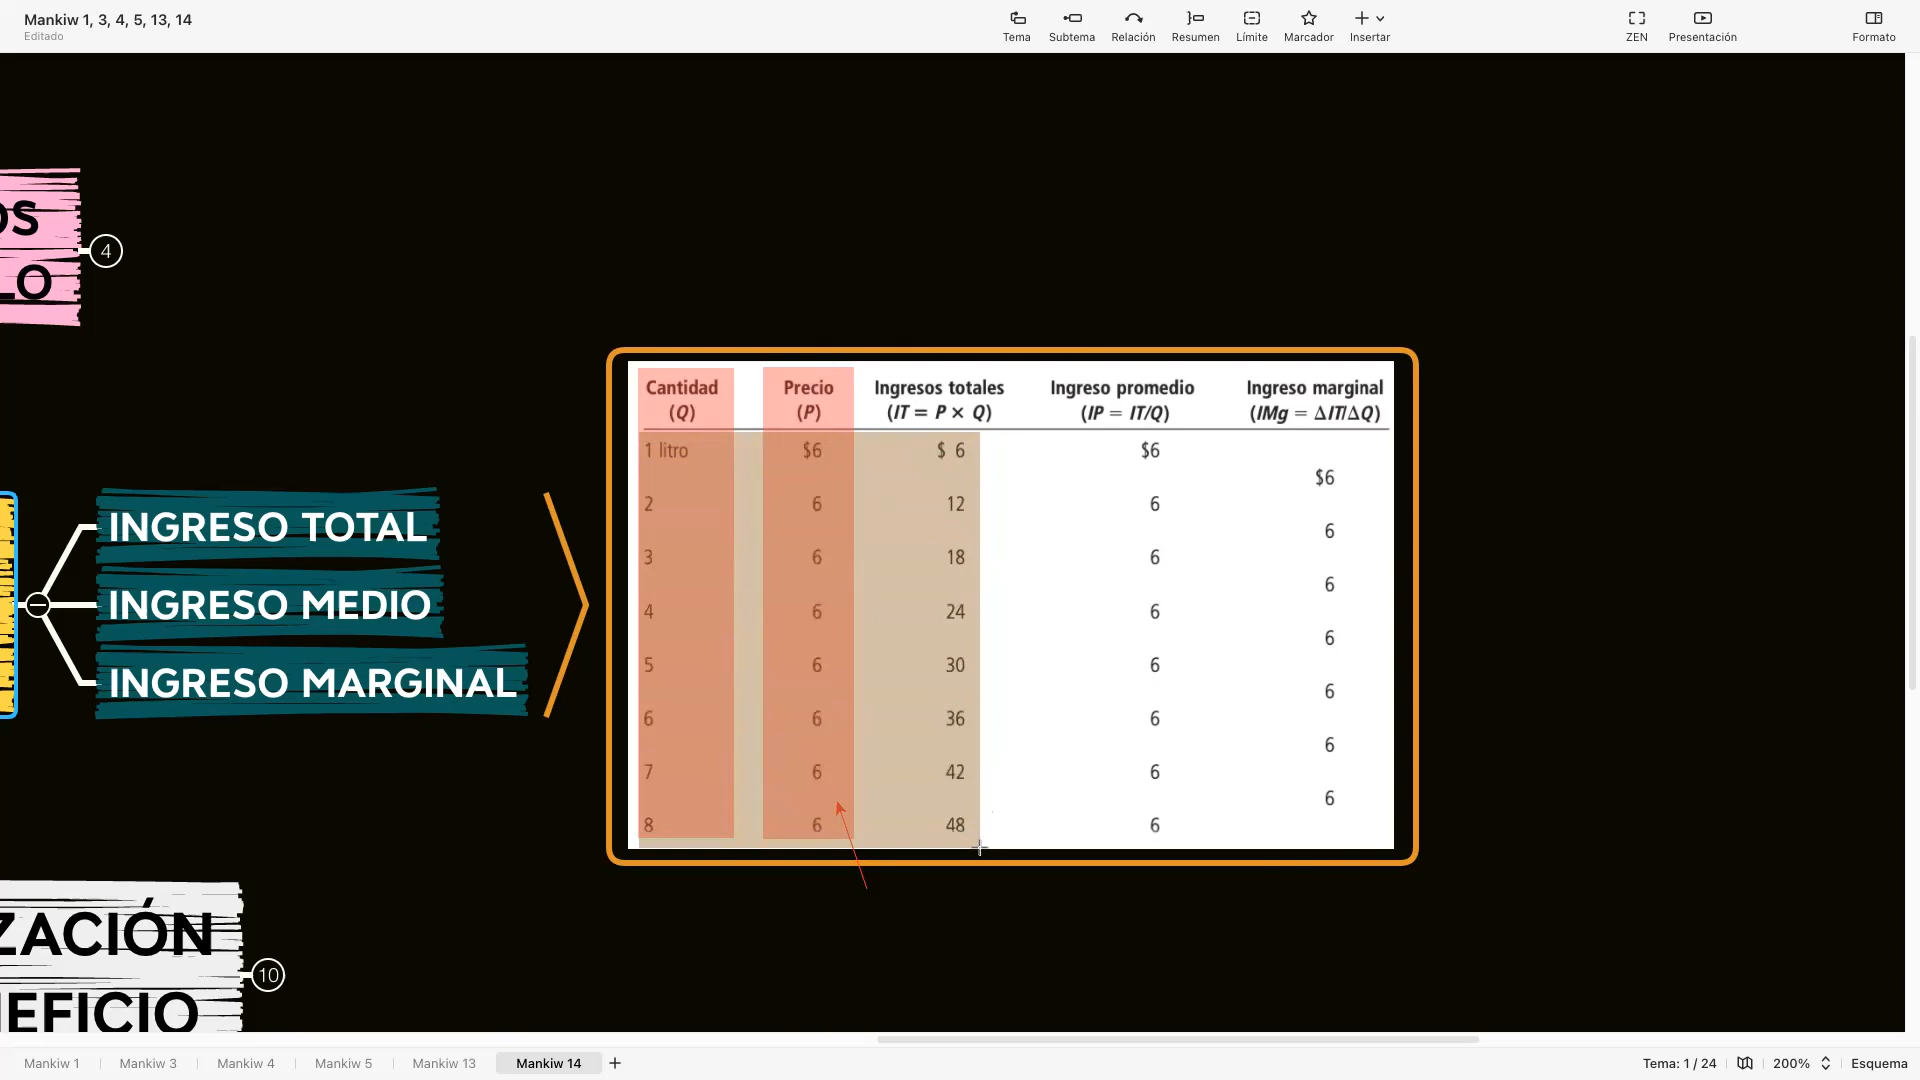 Mankiw 1, 3, 4, 5, 13, 14
Editado
Tema
Subtema
Relación
Resumen
Límite
Marcador
Insertar
ZEN
Presentación
Formato
OS
LO
4
INGRESO TOTAL
INGRESO MEDIO
INGRESO MARGINAL
Cantidad Precio Ingresos totales Ingreso promedio Ingreso marginal
(Q) (P) (IT = P × Q) (IP = IT/Q) (IMg = ΔIT/ΔQ)
1 litro $6 $ 6 $6
$6
2 6 12 6
6
3 6 18 6
6
4 6 24 6
6
5 6 30 6
6
6 6 36 6
6
7 6 42 6
6
8 6 48 6
ZACIÓN
EFICIO
10
Mankiw 1
Mankiw 3
Mankiw 4
Mankiw 5
Mankiw 13
Mankiw 14
Tema: 1 / 24
200%
Esquema